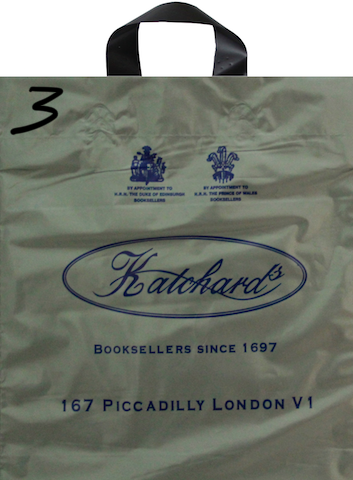 3
BY APPOINTMENT TO
H.R.H. THE DUKE OF EDINBURGH
BOOKSELLERS
BY APPOINTMENT TO
H.R.H. THE PRINCE OF WALES
BOOKSELLERS
Katchard's
BOOKSELLERS SINCE 1697
167 PICCADILLY LONDON V1